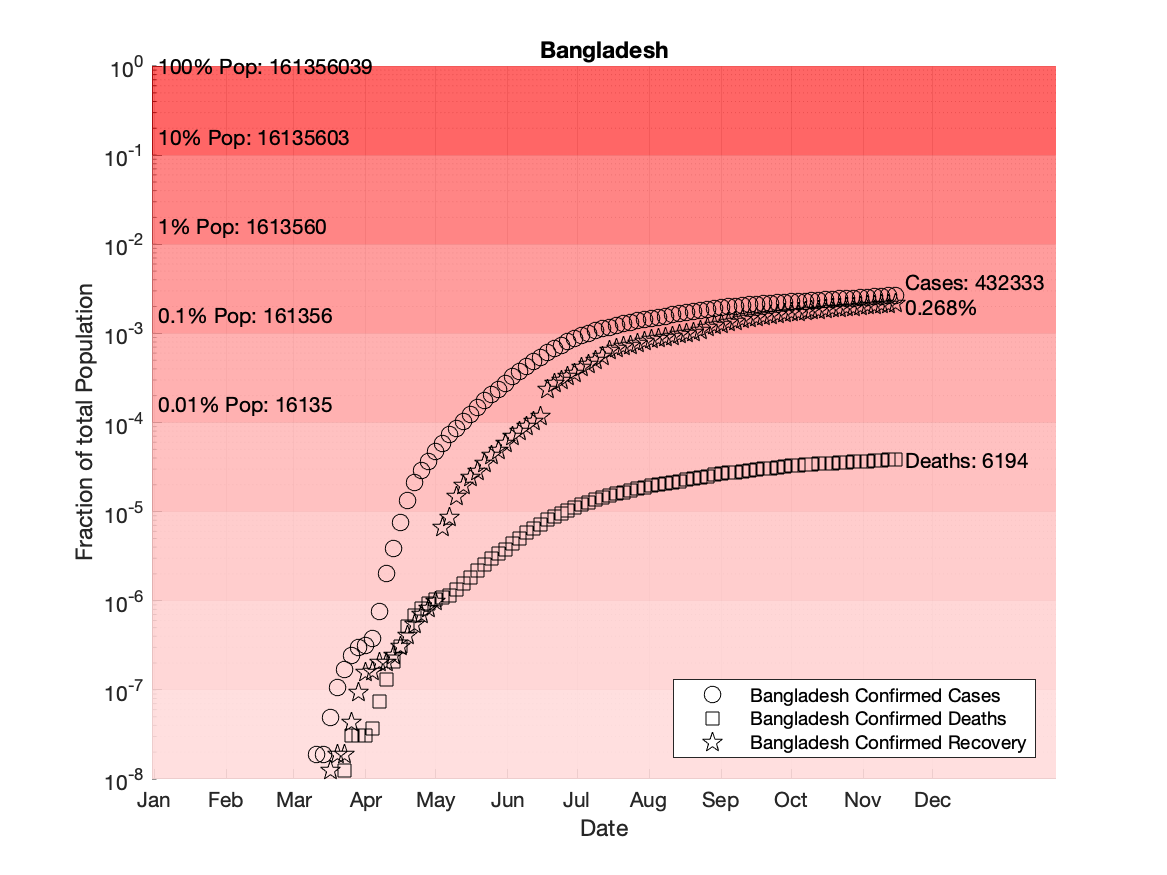 Bangladesh
10^0
100% Pop: 161356039
10% Pop: 16135603
10^-1
1% Pop: 1613560
10^-2
Cases: 432333
0.268%
0.1% Pop: 161356
10^-3
0.01% Pop: 16135
10^-4
Deaths: 6194
10^-5
10^-6
10^-7
10^-8
Fraction of total Population
Bangladesh Confirmed Cases
Bangladesh Confirmed Deaths
Bangladesh Confirmed Recovery
Jan Feb Mar Apr May Jun Jul Aug Sep Oct Nov Dec
Date